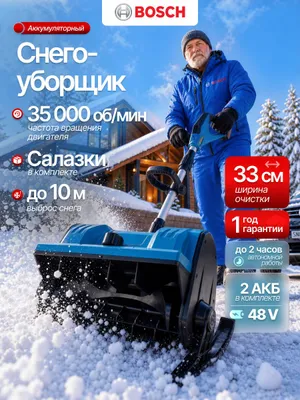 BOSCH
Аккумуляторный
Снего-
уборщик
35 000 об/мин
частота вращения
двигателя
Салазки
в комплекте
до 10 м
выброс снега
33 см
ширина
очистки
1 год
гарантии
до 2 часов
автономной
работы
2 АКБ
в комплекте
48 V